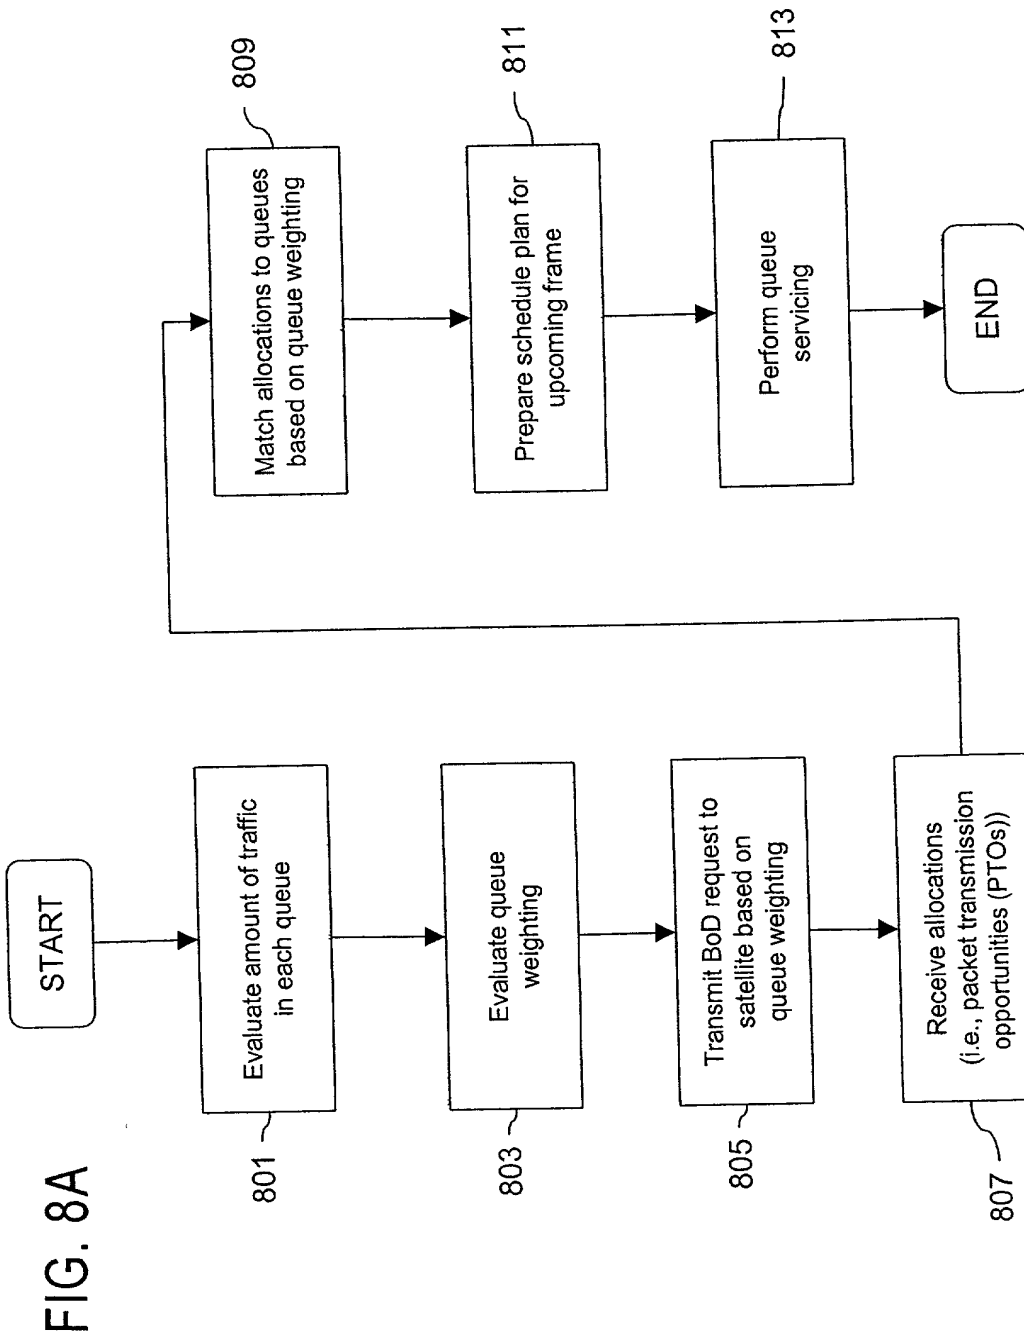 FIG. 8A
START
801
Evaluate amount of traffic
in each queue
803
Evaluate queue
weighting
805
Transmit BoD request to
satellite based on
queue weighting
807
Receive allocations
(i.e., packet transmission
opportunities (PTOs))
809
Match allocations to queues
based on queue weighting
811
Prepare schedule plan for
upcoming frame
813
Perform queue
servicing
END